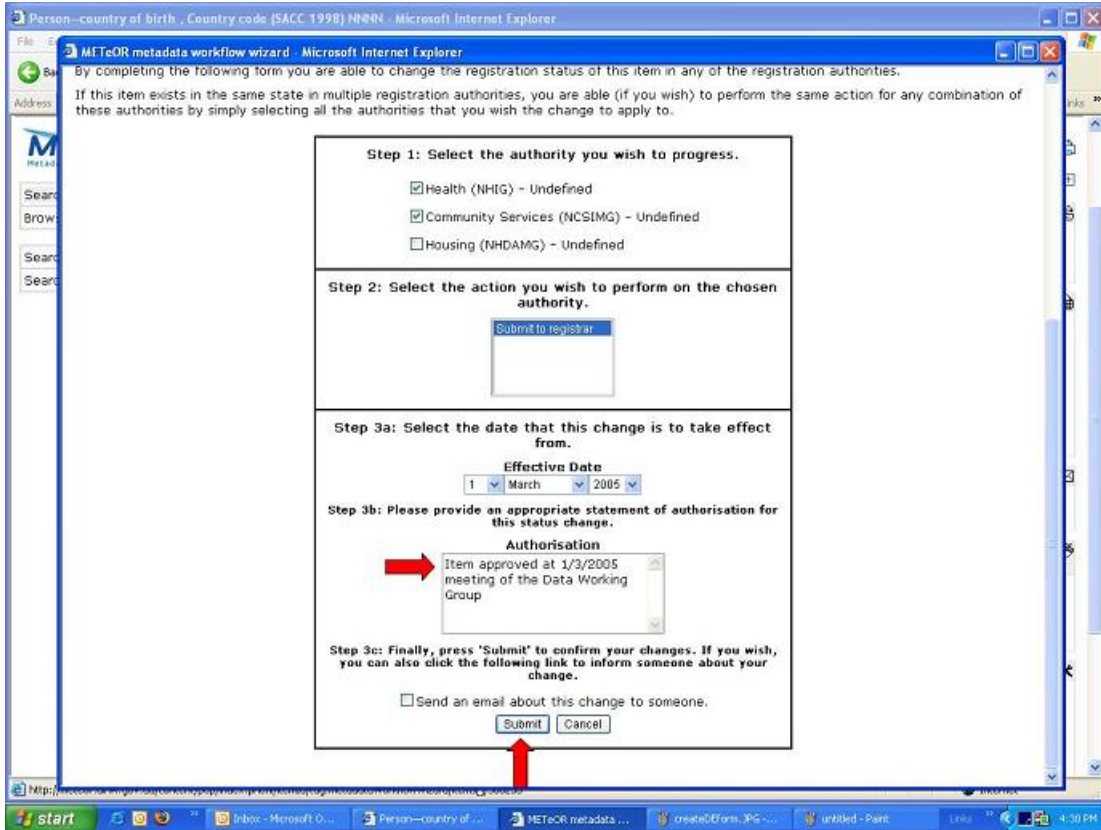 Person—country of birth , Country code (SACC 1998) NNNN - Microsoft Internet Explorer
File
METeOR metadata workflow wizard - Microsoft Internet Explorer
By completing the following form you are able to change the registration status of this item in any of the registration authorities.
Address
If this item exists in the same state in multiple registration authorities, you are able (if you wish) to perform the same action for any combination of
these authorities by simply selecting all the authorities that you wish the change to apply to.
Step 1: Select the authority you wish to progress.
Health (NHIG) - Undefined
Community Services (NCSIMG) - Undefined
Housing (NHDAMG) - Undefined
Step 2: Select the action you wish to perform on the chosen
authority.
Submit to registrar
Step 3a: Select the date that this change is to take effect
from.
Effective Date
1 March 2005
Step 3b: Please provide an appropriate statement of authorisation for
this status change.
Authorisation
Item approved at 1/3/2005
meeting of the Data Working
Group
Step 3c: Finally, press 'Submit' to confirm your changes. If you wish,
you can also click the following link to inform someone about your
change.
Send an email about this change to someone.
Submit Cancel
start Inbox - Microsoft O... Person—country of ... METeOR metadata ... createDEform.JPG -... untitled - Paint Links 4:30 PM